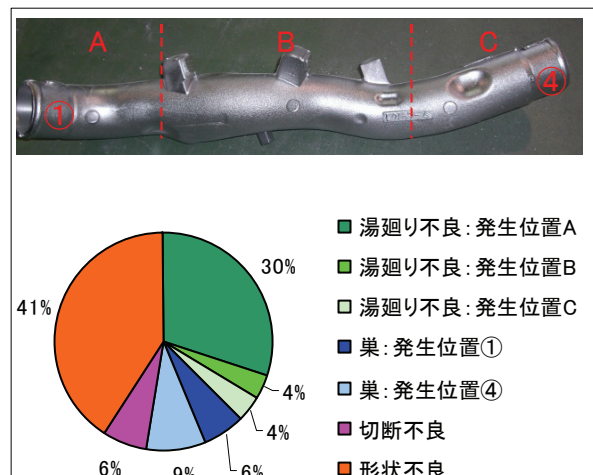 A B C
① ④
30%
4%
4%
6%
9%
6%
41%
湯廻り不良:発生位置A
湯廻り不良:発生位置B
湯廻り不良:発生位置C
巣:発生位置①
巣:発生位置④
切断不良
形状不良